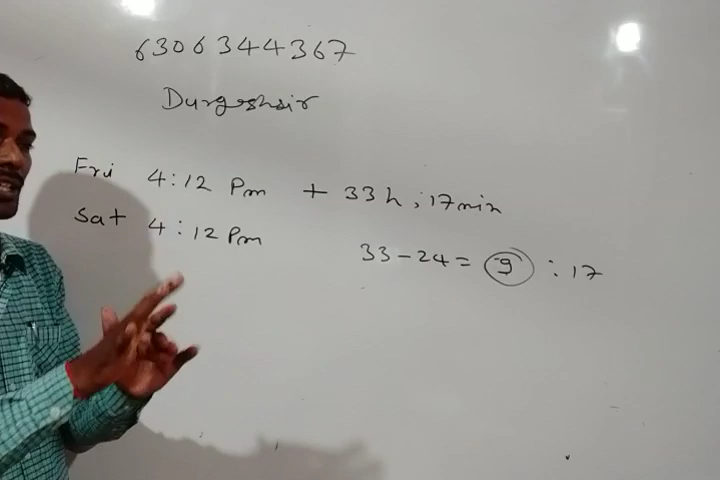 6306344367
Durgeshsir
Fri 4:12 Pm + 33h, 17min
Sat 4:12 Pm
33-24= 9 : 17